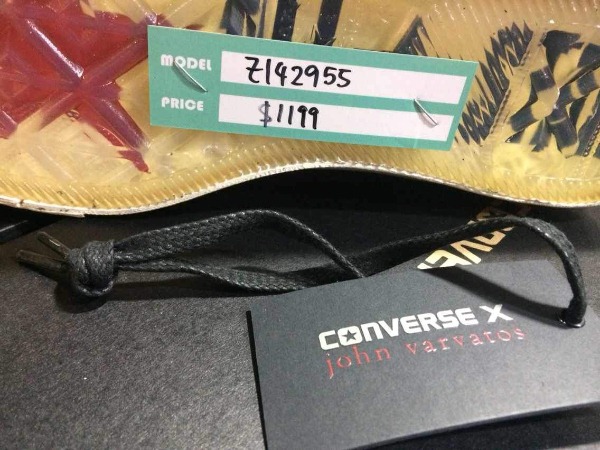 MODEL Z142955
PRICE $1199
CONVERSE X
john varvatos